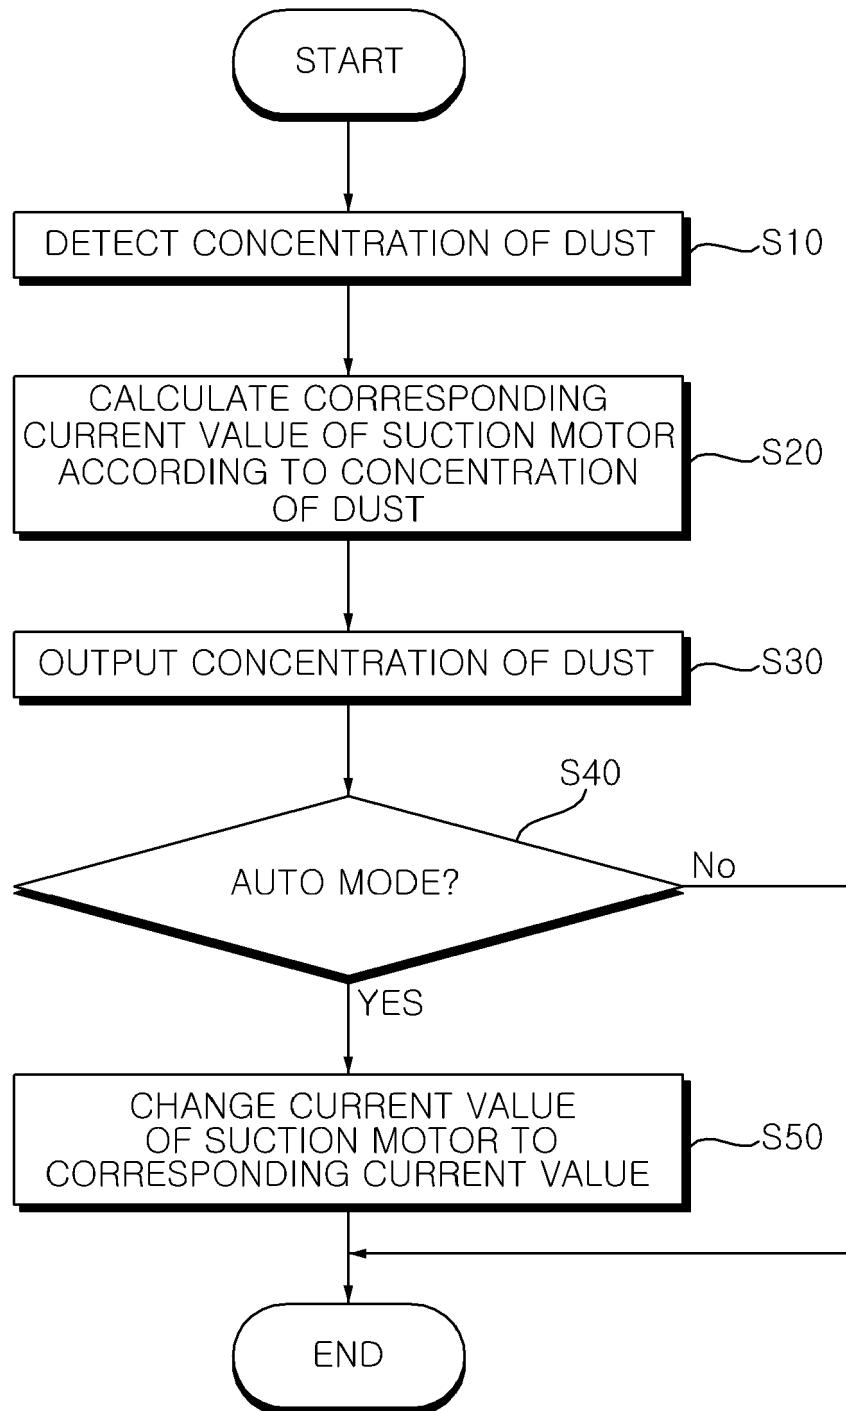 START
DETECT CONCENTRATION OF DUST
S10
CALCULATE CORRESPONDING
CURRENT VALUE OF SUCTION MOTOR
ACCORDING TO CONCENTRATION
OF DUST
S20
OUTPUT CONCENTRATION OF DUST
S30
S40
AUTO MODE?
No
YES
CHANGE CURRENT VALUE
OF SUCTION MOTOR TO
CORRESPONDING CURRENT VALUE
S50
END